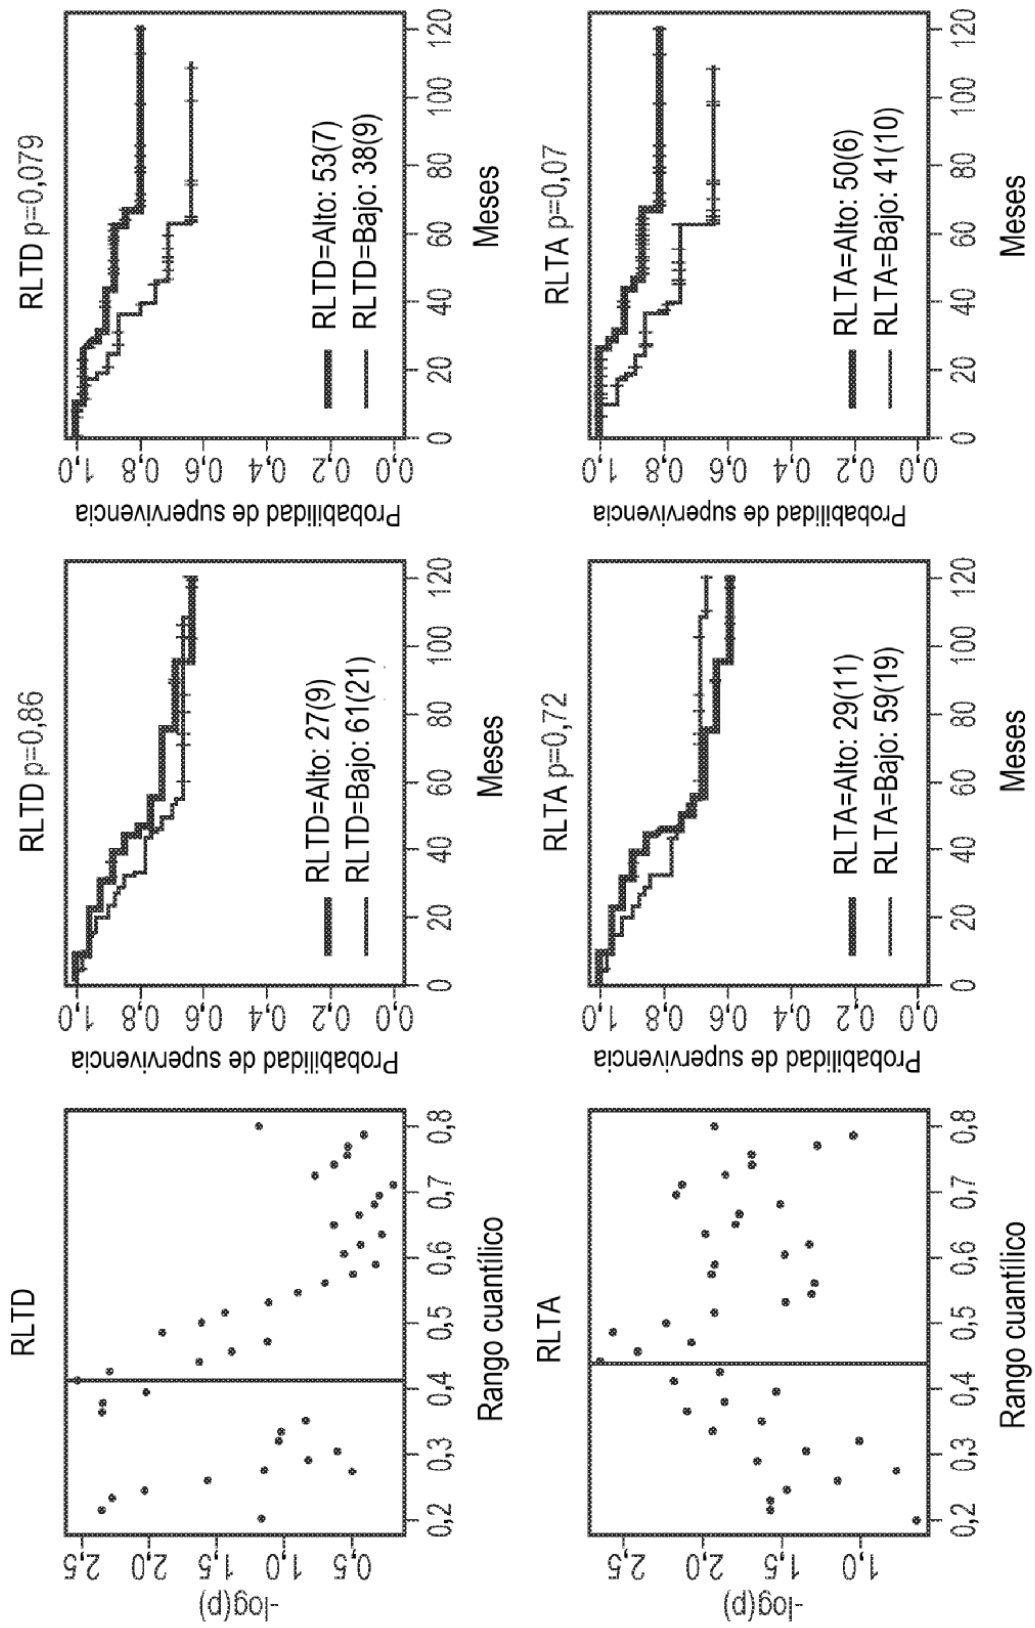 RLTD
2,5
2,0
1,5
1,0
0,5
-log(p)
0,2
0,3
0,4
0,5
0,6
0,7
0,8
Rango cuantílico
RLTD p=0,86
1,0
0,8
0,6
0,4
0,2
0,0
Probabilidad de supervivencia
RLTD=Alto: 27(9)
RLTD=Bajo: 61(21)
0
20
40
60
80
100
120
Meses
RLTD p=0,079
1,0
0,8
0,6
0,4
0,2
0,0
Probabilidad de supervivencia
RLTD=Alto: 53(7)
RLTD=Bajo: 38(9)
0
20
40
60
80
100
120
Meses
RLTA
2,5
2,0
1,5
1,0
-log(p)
0,2
0,3
0,4
0,5
0,6
0,7
0,8
Rango cuantílico
RLTA p=0,72
1,0
0,8
0,6
0,4
0,2
0,0
Probabilidad de supervivencia
RLTA=Alto: 29(11)
RLTA=Bajo: 59(19)
0
20
40
60
80
100
120
Meses
RLTA p=0,07
1,0
0,8
0,6
0,4
0,2
0,0
Probabilidad de supervivencia
RLTA=Alto: 50(6)
RLTA=Bajo: 41(10)
0
20
40
60
80
100
120
Meses